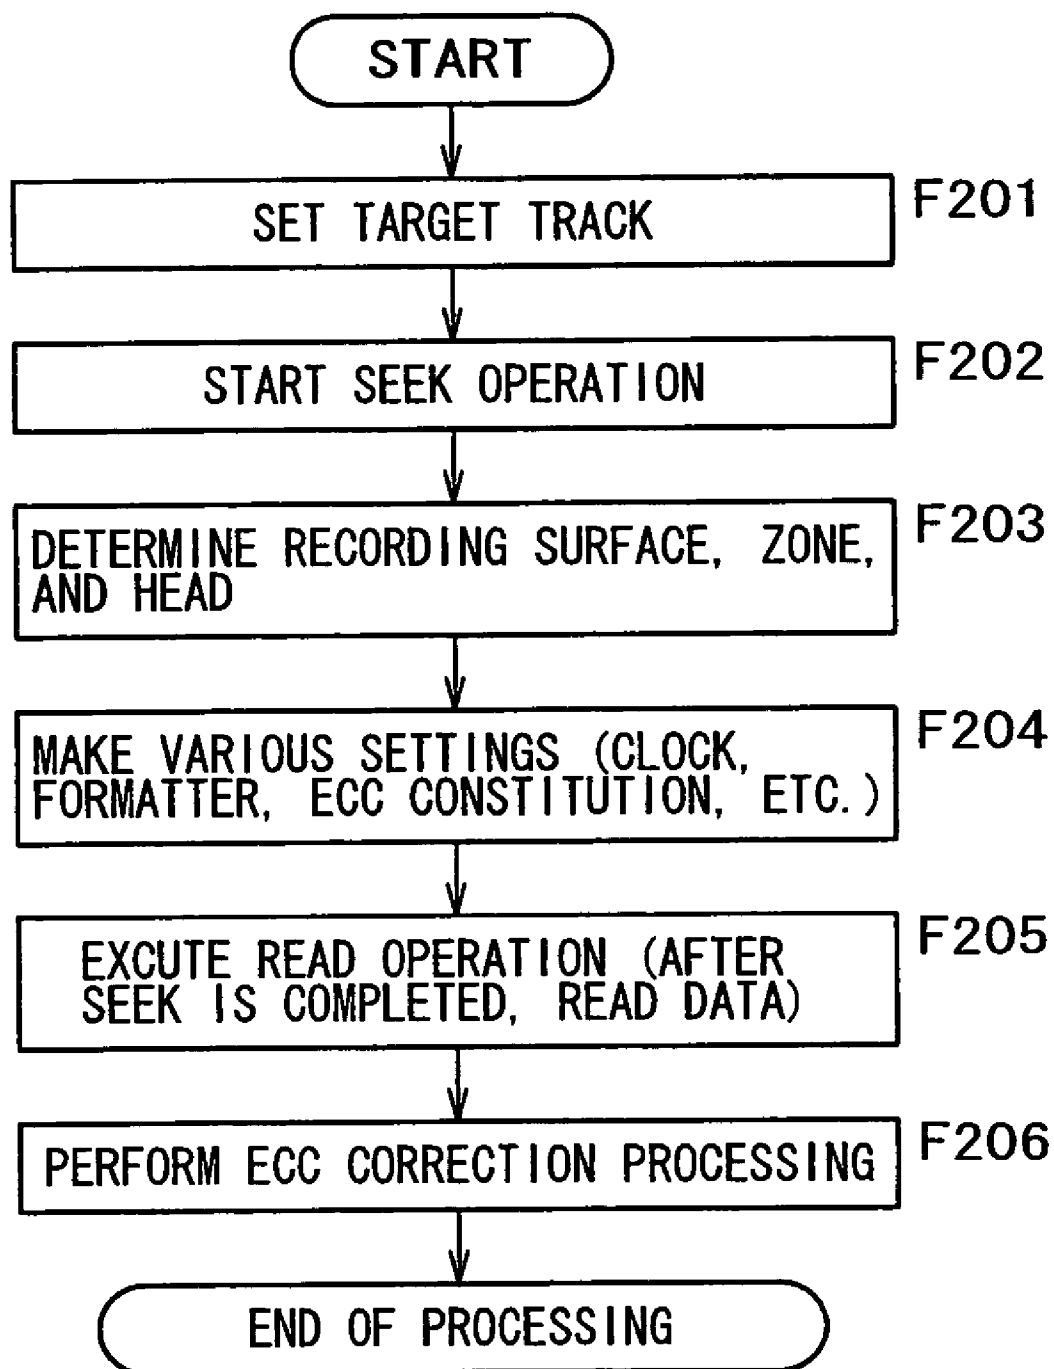 START
SET TARGET TRACK
F201
START SEEK OPERATION
F202
DETERMINE RECORDING SURFACE, ZONE,
AND HEAD
F203
MAKE VARIOUS SETTINGS (CLOCK,
FORMATTER, ECC CONSTITUTION, ETC.)
F204
EXCUTE READ OPERATION (AFTER
SEEK IS COMPLETED, READ DATA)
F205
PERFORM ECC CORRECTION PROCESSING
F206
END OF PROCESSING